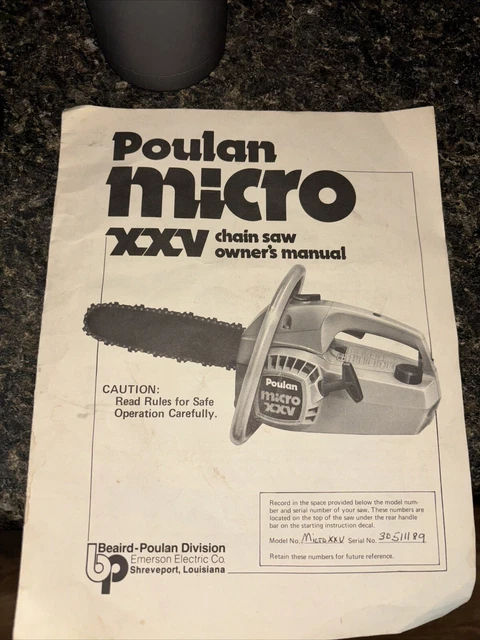 Poulan
micro
XXV chain saw
owner's manual
Poulan
micro
XXV
CAUTION:
Read Rules for Safe
Operation Carefully.
Record in the space provided below the model num-
ber and serial number of your saw. These numbers are
located on the top of the saw under the rear handle
bar on the starting instruction decal.
Model No. Micro XXV Serial No. 30511189
Retain these numbers for future reference.
bp
Beaird-Poulan Division
Emerson Electric Co.
Shreveport, Louisiana